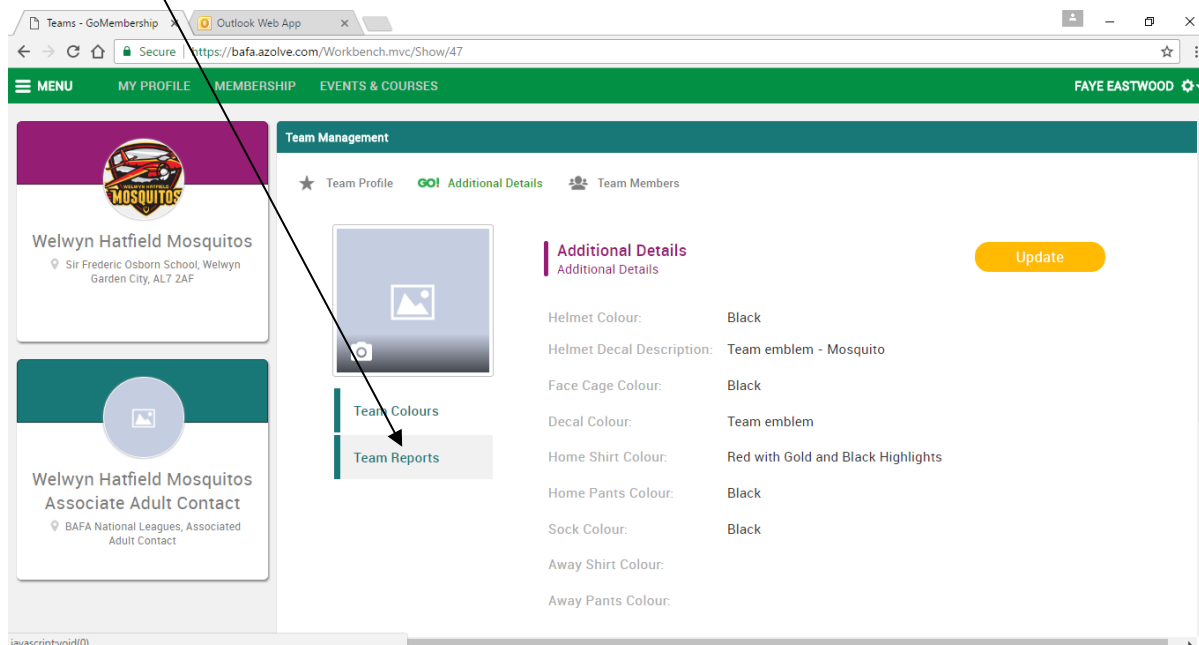 Teams - GoMembership
Outlook Web App
Secure
https://bafa.azolve.com/Workbench.mvc/Show/47
MENU
MY PROFILE
MEMBERSHIP
EVENTS & COURSES
FAYE EASTWOOD
WELWYN HATFIELD
MOSQUITOS
Welwyn Hatfield Mosquitos
Sir Frederic Osborn School, Welwyn
Garden City, AL7 2AF
Welwyn Hatfield Mosquitos
Associate Adult Contact
BAFA National Leagues, Associated
Adult Contact
Team Management
Team Profile
GO! Additional Details
Team Members
Team Colours
Team Reports
Additional Details
Additional Details
Update
Helmet Colour: Black
Helmet Decal Description: Team emblem - Mosquito
Face Cage Colour: Black
Decal Colour: Team emblem
Home Shirt Colour: Red with Gold and Black Highlights
Home Pants Colour: Black
Sock Colour: Black
Away Shirt Colour:
Away Pants Colour:
javascript:void(0)